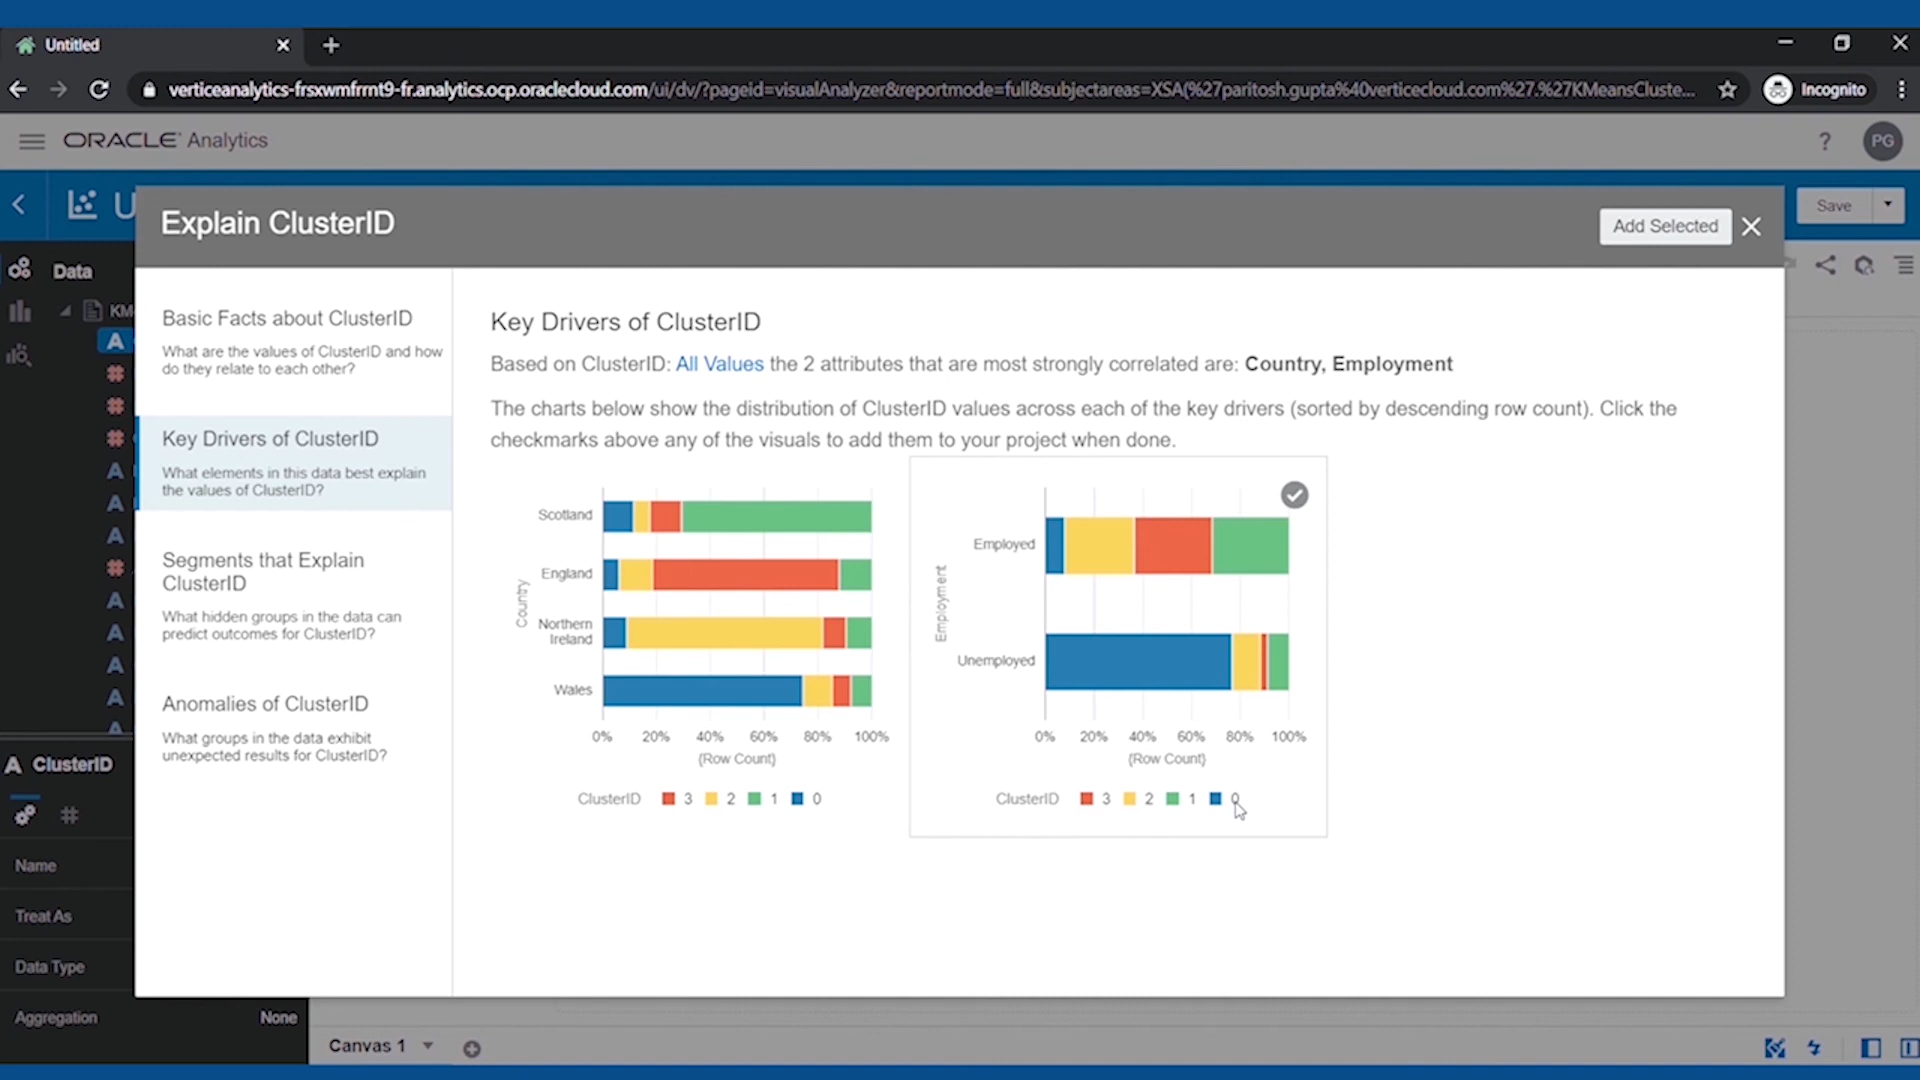 Untitled
verticeanalytics-frsxwmfrrnt9-fr.analytics.ocp.oraclecloud.com/ui/dv/?pageid=visualAnalyzer&reportmode=full&subjectareas=XSA(%27paritosh.gupta%40verticecloud.com%27.%27KMeansCluste...
Incognito
ORACLE Analytics
?
PG
U
Save
Explain ClusterID
Add Selected
Data
KM
A
ClusterID
Name
Treat As
Data Type
Aggregation
None
Basic Facts about ClusterID
What are the values of ClusterID and how
do they relate to each other?
Key Drivers of ClusterID
What elements in this data best explain
the values of ClusterID?
Segments that Explain
ClusterID
What hidden groups in the data can
predict outcomes for ClusterID?
Anomalies of ClusterID
What groups in the data exhibit
unexpected results for ClusterID?
Key Drivers of ClusterID
Based on ClusterID: All Values the 2 attributes that are most strongly correlated are: Country, Employment
The charts below show the distribution of ClusterID values across each of the key drivers (sorted by descending row count). Click the
checkmarks above any of the visuals to add them to your project when done.
Country
Scotland
England
Northern
Ireland
Wales
0% 20% 40% 60% 80% 100%
(Row Count)
ClusterID 3 2 1 0
Employment
Employed
Unemployed
0% 20% 40% 60% 80% 100%
(Row Count)
ClusterID 3 2 1 0
Canvas 1